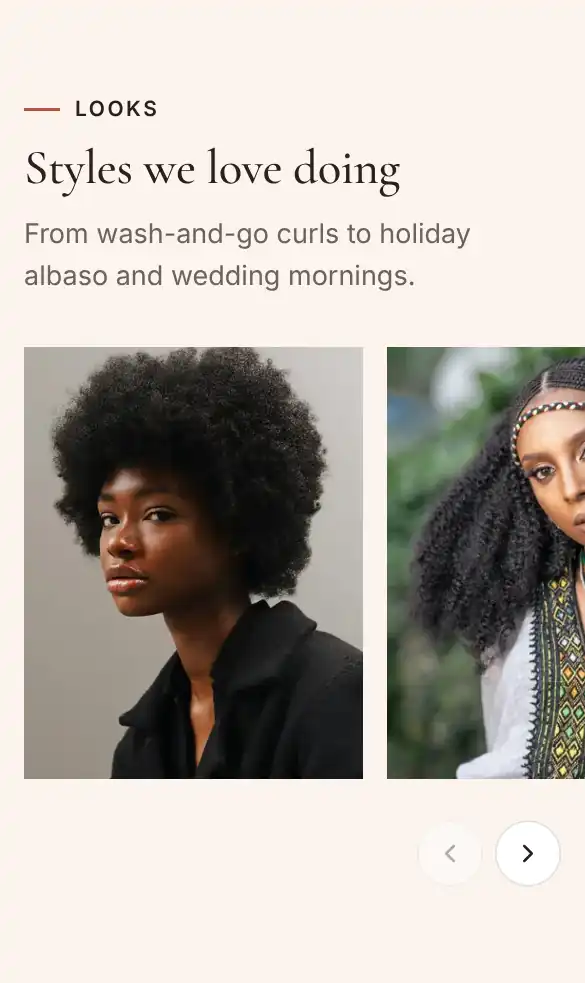 LOOKS
Styles we love doing
From wash-and-go curls to holiday
albaso and wedding mornings.